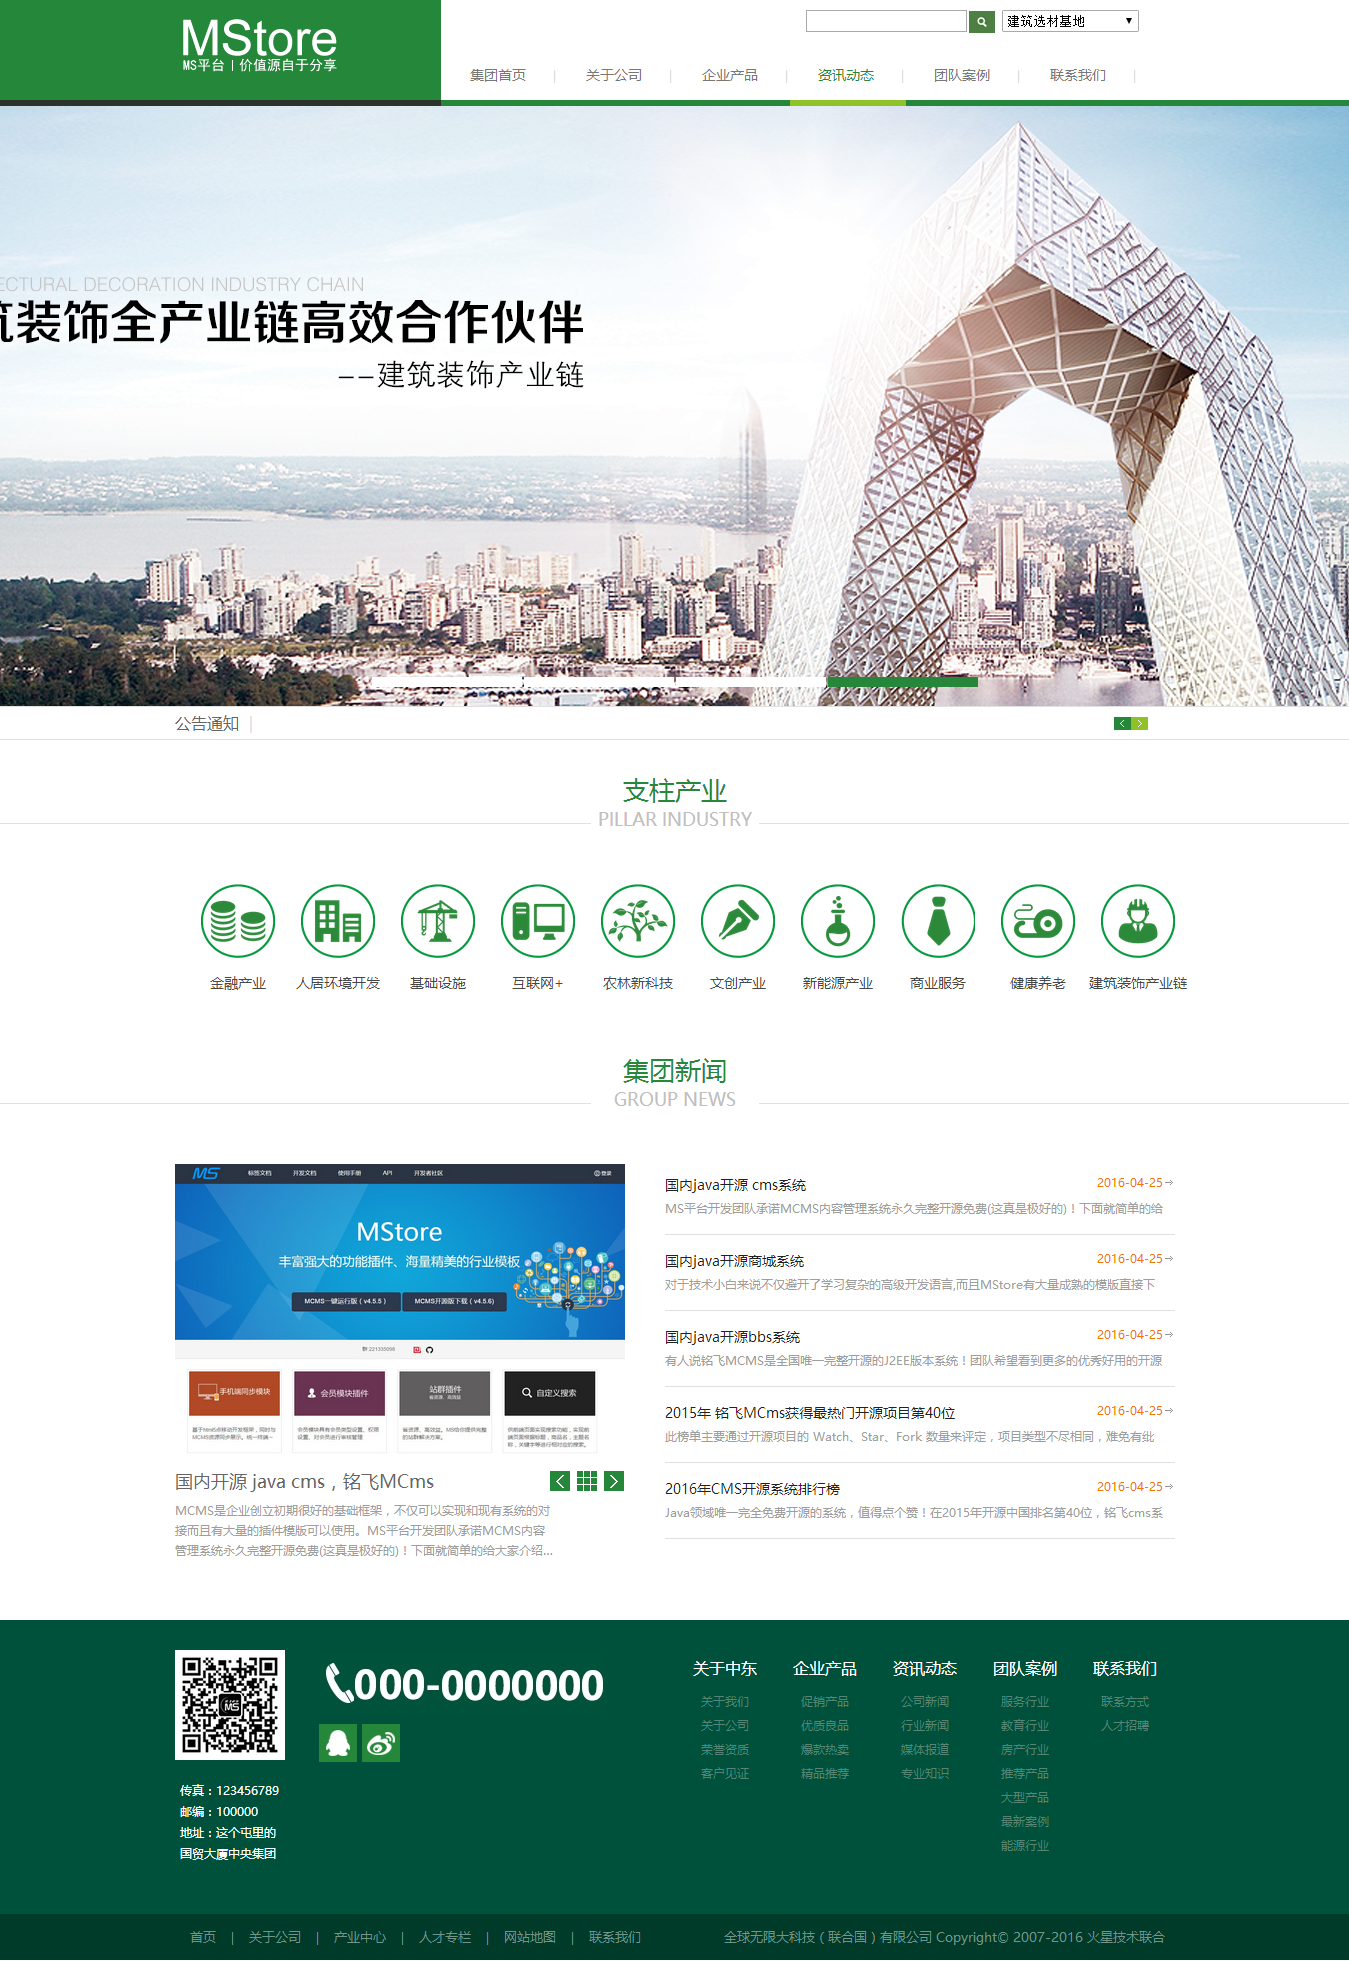 MStore
MS平台 | 价值源自于分享
建筑选材基地
集团首页 | 关于公司 | 企业产品 | 资讯动态 | 团队案例 | 联系我们 |
ECTURAL DECORATION INDUSTRY CHAIN
筑装饰全产业链高效合作伙伴
--建筑装饰产业链
公告通知 |
支柱产业
PILLAR INDUSTRY
金融产业 人居环境开发 基础设施 互联网+ 农林新科技 文创产业 新能源产业 商业服务 健康养老 建筑装饰产业链
集团新闻
GROUP NEWS
MS 标签文档 开发文档 使用手册 API 开发者社区 登录
MStore
丰富强大的功能插件、海量精美的行业模板
MCMS一键运行版（v4.5.5） MCMS开源版下载（v4.5.6）
群 221335098
手机端同步模块 会员模块插件 站群插件 自定义搜索
国内开源 java cms，铭飞MCms
MCMS是企业创立初期很好的基础框架，不仅可以实现和现有系统的对
接而且有大量的插件模版可以使用。MS平台开发团队承诺MCMS内容
管理系统永久完整开源免费(这真是极好的)！下面就简单的给大家介绍...
国内java开源 cms系统 2016-04-25
MS平台开发团队承诺MCMS内容管理系统永久完整开源免费(这真是极好的)！下面就简单的给
国内java开源商城系统 2016-04-25
对于技术小白来说不仅避开了学习复杂的高级开发语言,而且MStore有大量成熟的模版直接下
国内java开源bbs系统 2016-04-25
有人说铭飞MCMS是全国唯一完整开源的J2EE版本系统！团队希望看到更多的优秀好用的开源
2015年 铭飞MCms获得最热门开源项目第40位 2016-04-25
此榜单主要通过开源项目的 Watch、Star、Fork 数量来评定，项目类型不尽相同，难免有纰
2016年CMS开源系统排行榜 2016-04-25
Java领域唯一完全免费开源的系统，值得点个赞！在2015年开源中国排名第40位，铭飞cms系
MS
000-0000000
传真：123456789
邮编：100000
地址：这个屯里的
国贸大厦中央集团
关于中东 企业产品 资讯动态 团队案例 联系我们
关于我们 促销产品 公司新闻 服务行业 联系方式
关于公司 优质良品 行业新闻 教育行业 人才招聘
荣誉资质 爆款热卖 媒体报道 房产行业
客户见证 精品推荐 专业知识 推荐产品
大型产品
最新案例
能源行业
首页 | 关于公司 | 产业中心 | 人才专栏 | 网站地图 | 联系我们 全球无限大科技（联合国）有限公司 Copyright© 2007-2016 火星技术联合